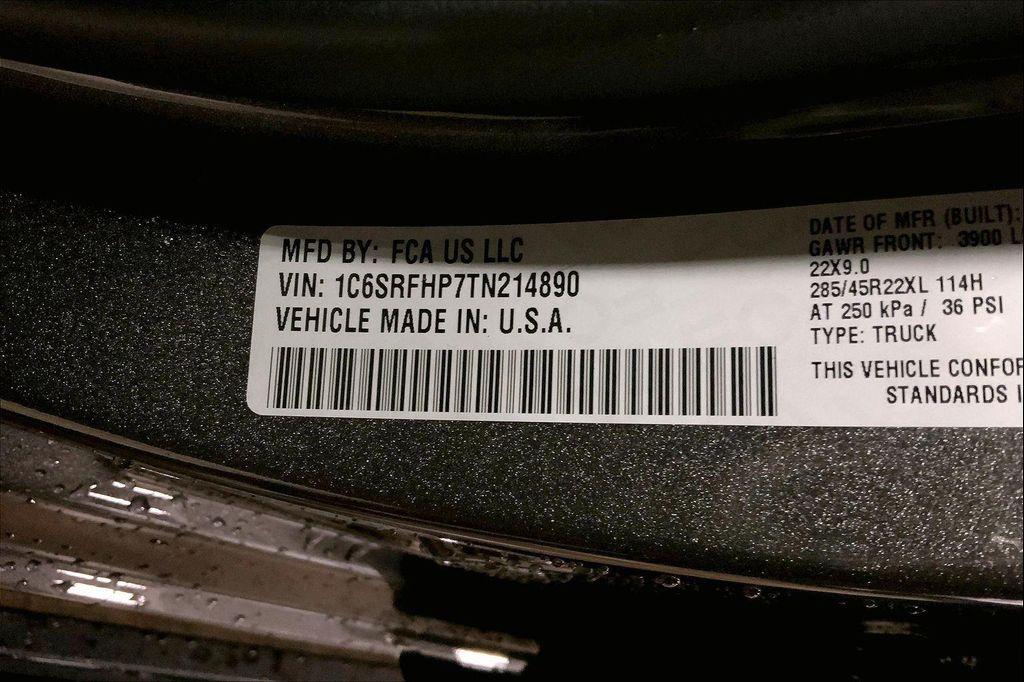 MFD BY: FCA US LLC
VIN: 1C6SRFHP7TN214890
VEHICLE MADE IN: U.S.A.
DATE OF MFR (BUILT):
GAWR FRONT: 3900 L
22X9.0
285/45R22XL 114H
AT 250 kPa / 36 PSI
TYPE: TRUCK
THIS VEHICLE CONFOR
STANDARDS I